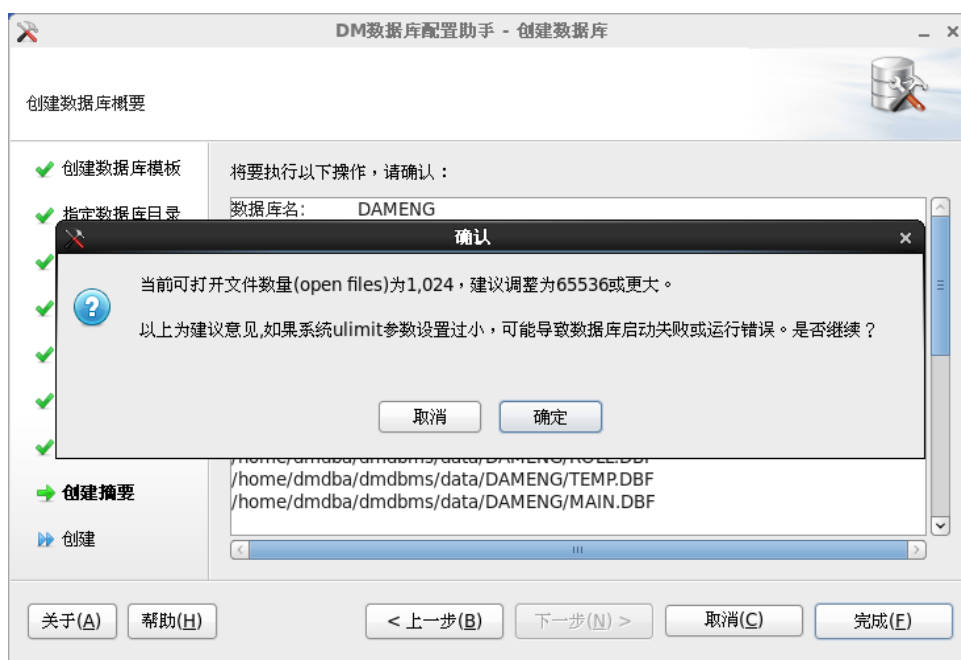 DM数据库配置助手 - 创建数据库
创建数据库概要
创建数据库模板
指定数据库目录
将要执行以下操作，请确认：
数据库名: DAMENG
确认
当前可打开文件数量(open files)为1,024，建议调整为65536或更大。
以上为建议意见,如果系统ulimit参数设置过小，可能导致数据库启动失败或运行错误。是否继续？
取消
确定
/home/dmdba/dmdbms/data/DAMENG/ROLL.DBF
/home/dmdba/dmdbms/data/DAMENG/TEMP.DBF
/home/dmdba/dmdbms/data/DAMENG/MAIN.DBF
创建摘要
创建
关于(A)
帮助(H)
< 上一步(B)
下一步(N) >
取消(C)
完成(F)